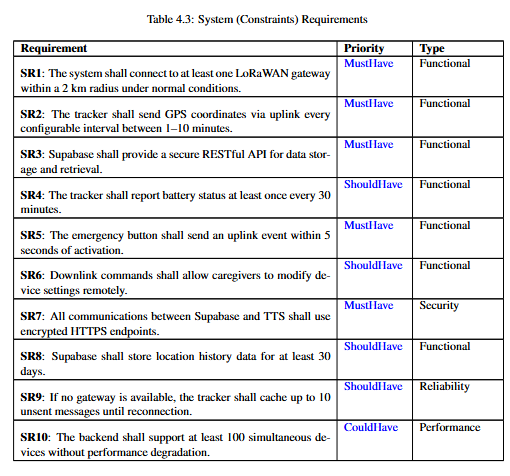 Table 4.3: System (Constraints) Requirements
Requirement Priority Type
SR1: The system shall connect to at least one LoRaWAN gateway MustHave Functional
within a 2 km radius under normal conditions.
SR2: The tracker shall send GPS coordinates via uplink every MustHave Functional
configurable interval between 1–10 minutes.
SR3: Supabase shall provide a secure RESTful API for data stor- MustHave Functional
age and retrieval.
SR4: The tracker shall report battery status at least once every 30 ShouldHave Functional
minutes.
SR5: The emergency button shall send an uplink event within 5 MustHave Functional
seconds of activation.
SR6: Downlink commands shall allow caregivers to modify de- ShouldHave Functional
vice settings remotely.
SR7: All communications between Supabase and TTS shall use MustHave Security
encrypted HTTPS endpoints.
SR8: Supabase shall store location history data for at least 30 ShouldHave Functional
days.
SR9: If no gateway is available, the tracker shall cache up to 10 ShouldHave Reliability
unsent messages until reconnection.
SR10: The backend shall support at least 100 simultaneous de- CouldHave Performance
vices without performance degradation.